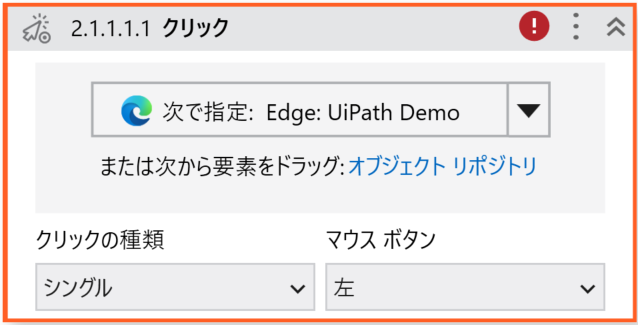 2.1.1.1.1 クリック
次で指定: Edge: UiPath Demo
または次から要素をドラッグ:オブジェクト リポジトリ
クリックの種類 マウス ボタン
シングル 左